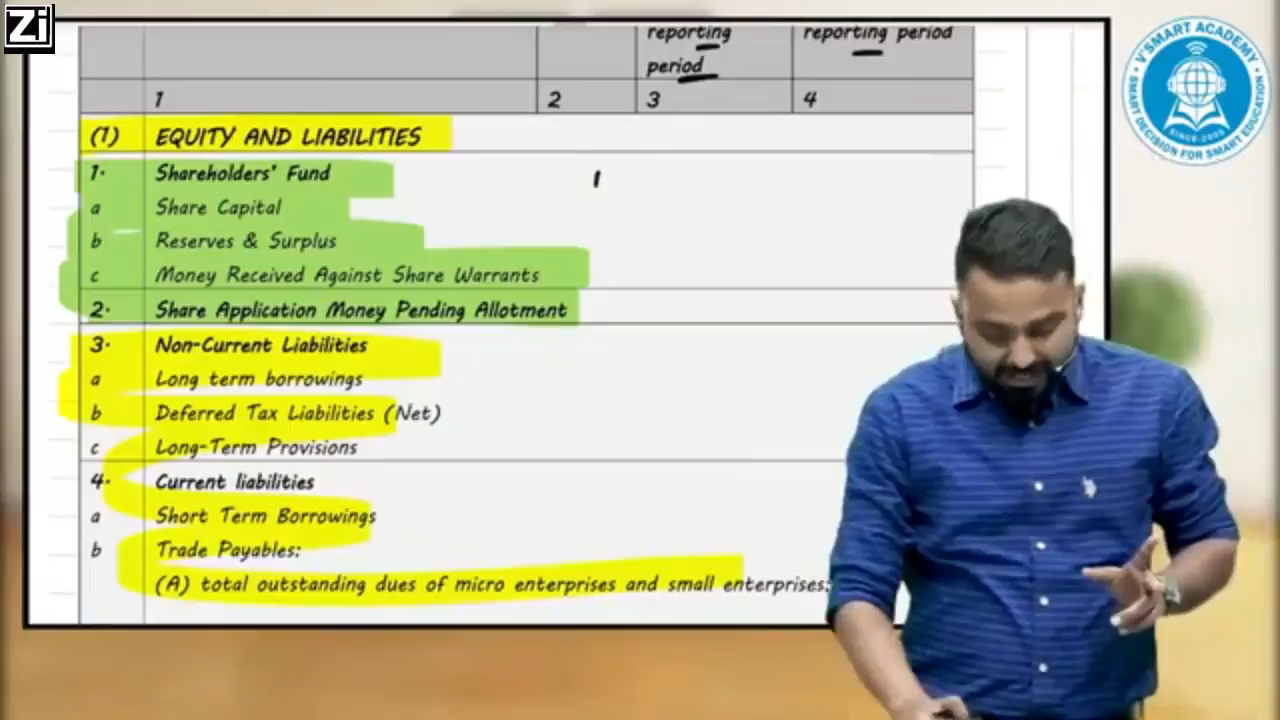 Zi
reporting reporting period
period
1 2 3 4
(1) EQUITY AND LIABILITIES
1. Shareholders' Fund 1
a Share Capital
b Reserves & Surplus
c Money Received Against Share Warrants
2. Share Application Money Pending Allotment
3. Non-Current Liabilities
a Long term borrowings
b Deferred Tax Liabilities (Net)
c Long-Term Provisions
4. Current liabilities
a Short Term Borrowings
b Trade Payables:
(A) total outstanding dues of micro enterprises and small enterprises;
V'SMART ACADEMY
SINCE-2005
SMART DECISION FOR SMART EDUCATION